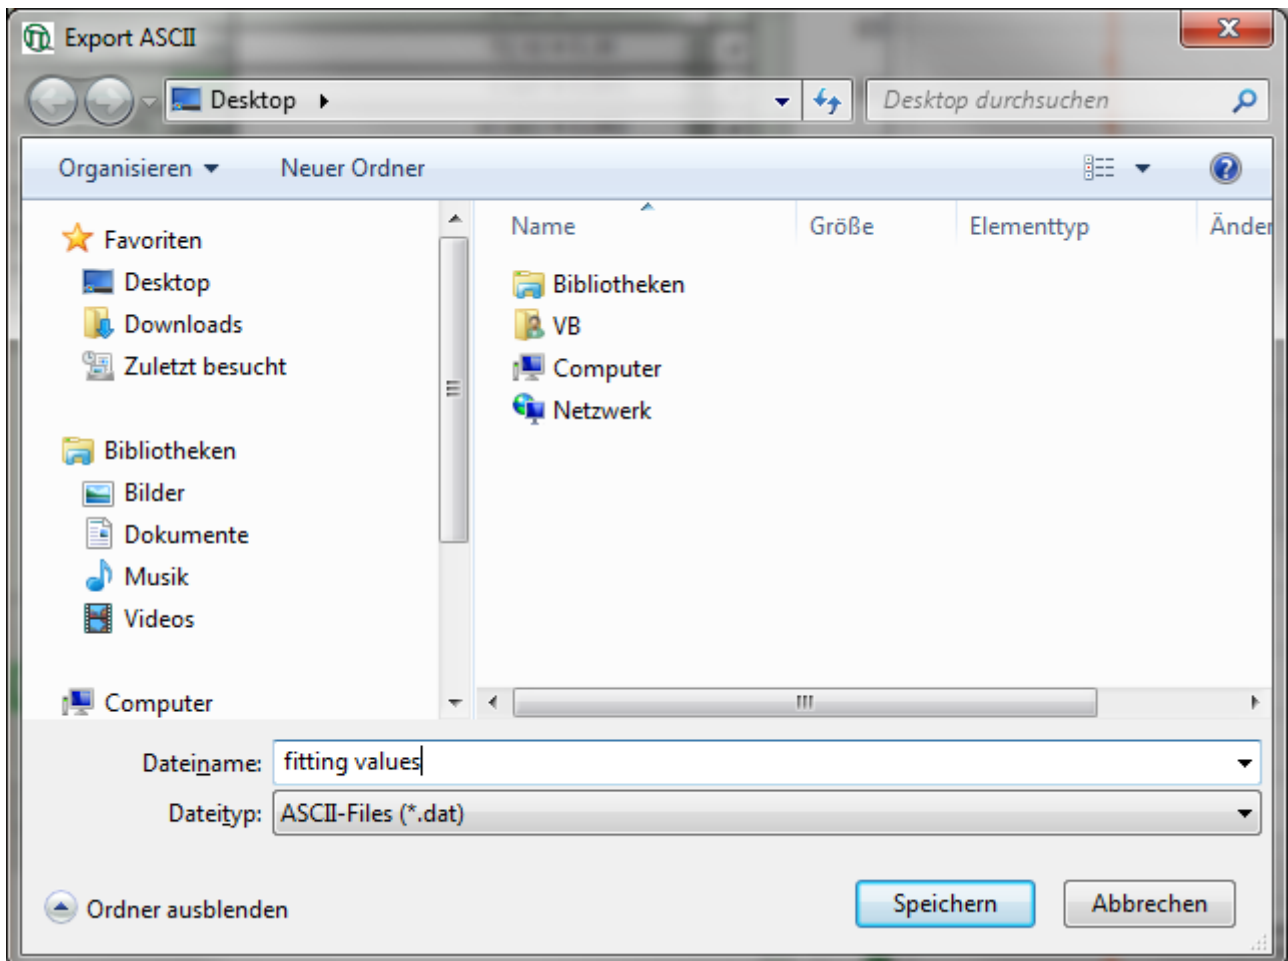 Export ASCII
Desktop
Desktop durchsuchen
Organisieren Neuer Ordner
Name Größe Elementtyp Änder
Favoriten
Desktop
Downloads
Zuletzt besucht
Bibliotheken
Bilder
Dokumente
Musik
Videos
Computer
Bibliotheken
VB
Computer
Netzwerk
Dateiname: fitting values
Dateityp: ASCII-Files (*.dat)
Ordner ausblenden
Speichern Abbrechen